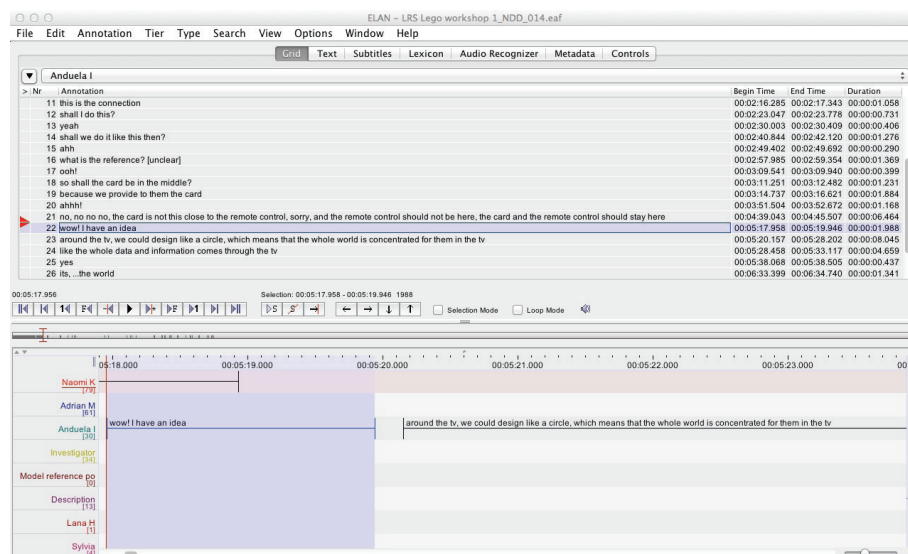 ELAN - LRS Lego workshop 1_NDD_014.eaf
File Edit Annotation Tier Type Search View Options Window Help
Grid Text Subtitles Lexicon Audio Recognizer Metadata Controls
Anduela I
> Nr Annotation Begin Time End Time Duration
11 this is the connection 00:02:16.285 00:02:17.343 00:00:01.058
12 shall I do this? 00:02:23.047 00:02:23.778 00:00:00.731
13 yeah 00:02:30.003 00:02:30.409 00:00:00.406
14 shall we do it like this then? 00:02:40.844 00:02:42.120 00:00:01.276
15 ahh 00:02:49.402 00:02:49.692 00:00:00.290
16 what is the reference? [unclear] 00:02:57.985 00:02:59.354 00:00:01.369
17 ooh! 00:03:09.541 00:03:09.940 00:00:00.399
18 so shall the card be in the middle? 00:03:11.251 00:03:12.482 00:00:01.231
19 because we provide to them the card 00:03:14.737 00:03:16.621 00:00:01.884
20 ahhh! 00:03:51.504 00:03:52.672 00:00:01.168
21 no, no no no, the card is not this close to the remote control, sorry, and the remote control should not be here, the card and the remote control should stay here 00:04:39.043 00:04:45.507 00:00:06.464
22 wow! I have an idea 00:05:17.958 00:05:19.946 00:00:01.988
23 around the tv, we could design like a circle, which means that the whole world is concentrated for them in the tv 00:05:20.157 00:05:28.202 00:00:08.045
24 like the whole data and information comes through the tv 00:05:28.458 00:05:33.117 00:00:04.659
25 yes 00:05:38.068 00:05:38.505 00:00:00.437
26 its, ...the world 00:06:33.399 00:06:34.740 00:00:01.341
00:05:17.956 Selection: 00:05:17.958 - 00:05:19.946 1988
Selection Mode Loop Mode
05:18.000 00:05:19.000 00:05:20.000 00:05:21.000 00:05:22.000 00:05:23.000 00
Naomi K
[79]
Adrian M
[61]
Anduela I wow! I have an idea around the tv, we could design like a circle, which means that the whole world is concentrated for them in the tv
[30]
Investigator
[34]
Model reference po
[0]
Description
[13]
Lana H
[1]
Sylvia
[4]